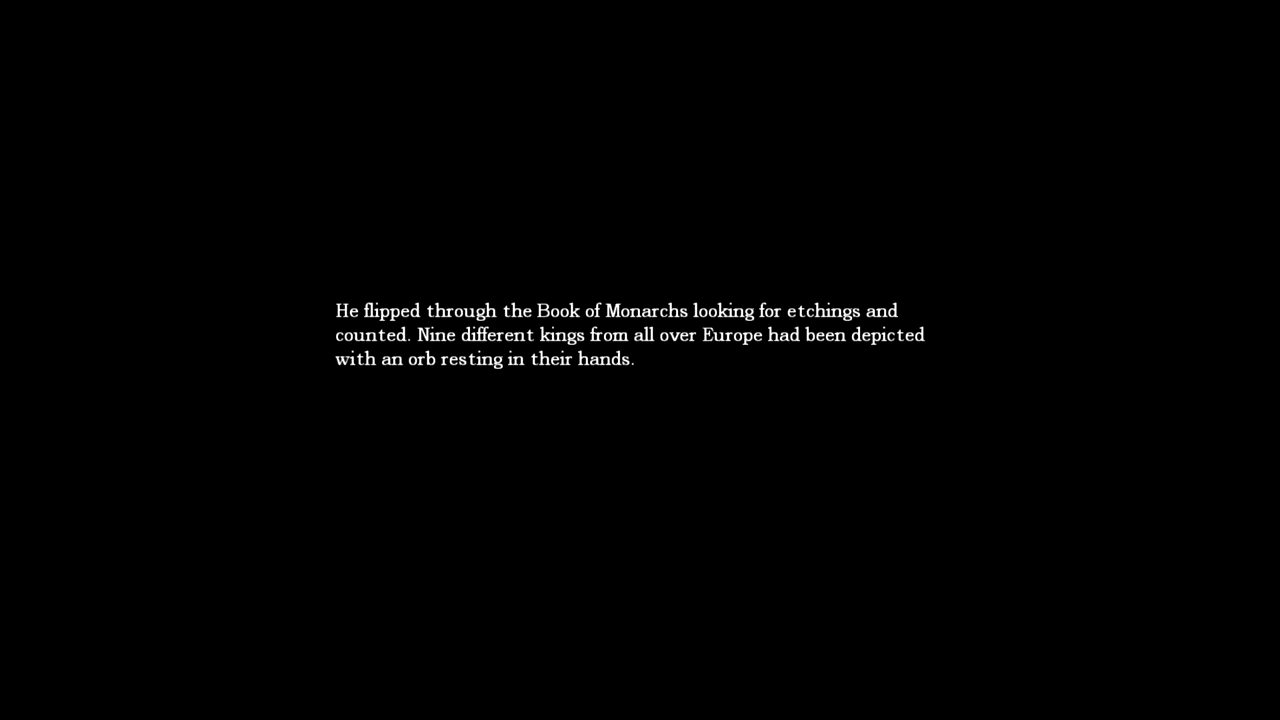 He flipped through the Book of Monarchs looking for etchings and
counted. Nine different kings from all over Europe had been depicted
with an orb resting in their hands.